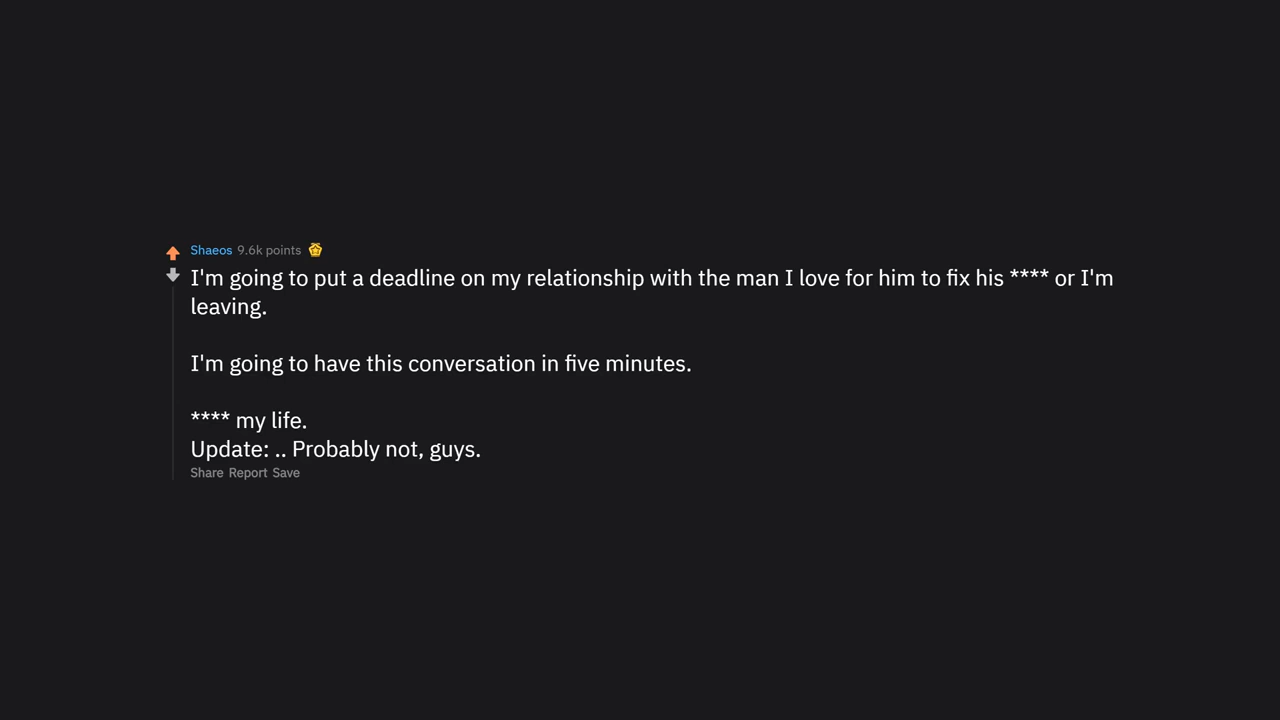 Shaeos 9.6k points
I'm going to put a deadline on my relationship with the man I love for him to fix his **** or I'm
leaving.
I'm going to have this conversation in five minutes.
**** my life.
Update: .. Probably not, guys.
Share Report Save